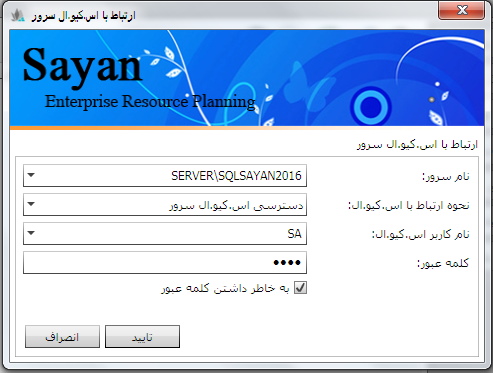 ارتباط با اس.کیو.ال سرور
Sayan
Enterprise Resource Planning
ارتباط با اس.کیو.ال سرور
نام سرور: SERVER\SQLSAYAN2016
نحوة ارتباط با اس.کیو.ال: دسترسی اس.کیو.ال سرور
نام کاربر اس.کیو.ال: SA
کلمه عبور: ••••
به خاطر داشتن کلمه عبور
تایید انصراف